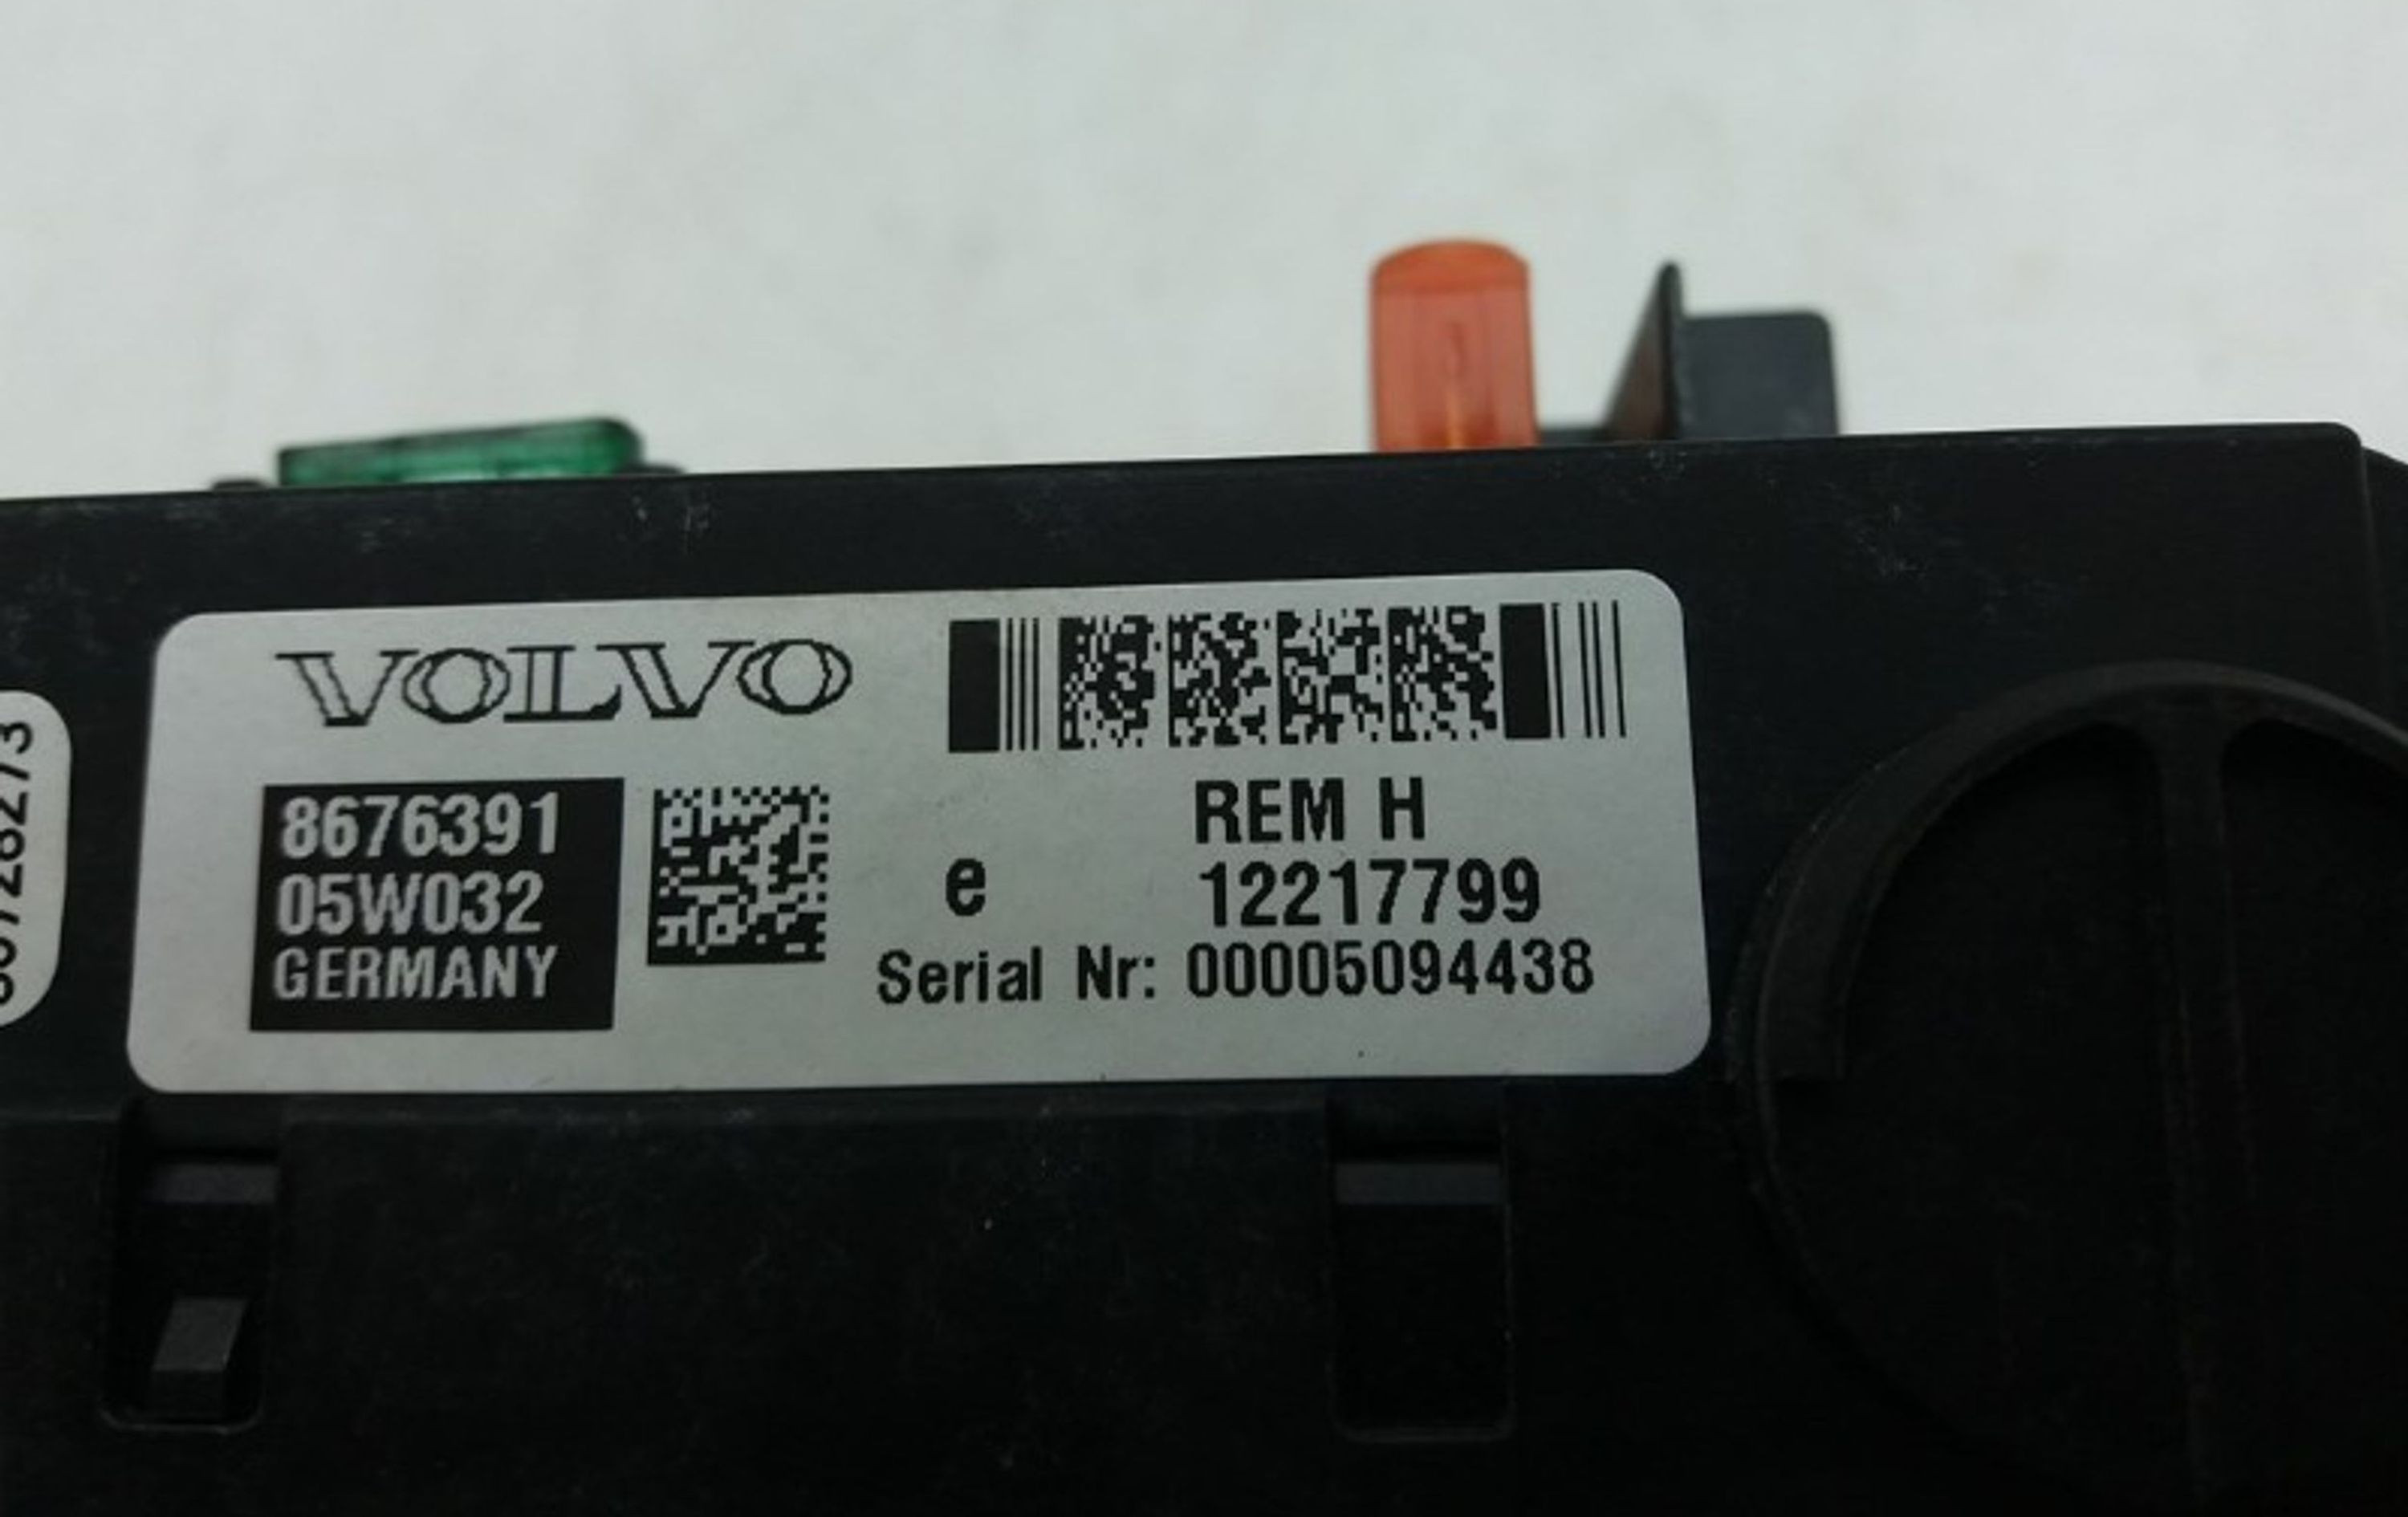 VOLVO
8676391
05W032
GERMANY
REM H
e 12217799
Serial Nr: 00005094438